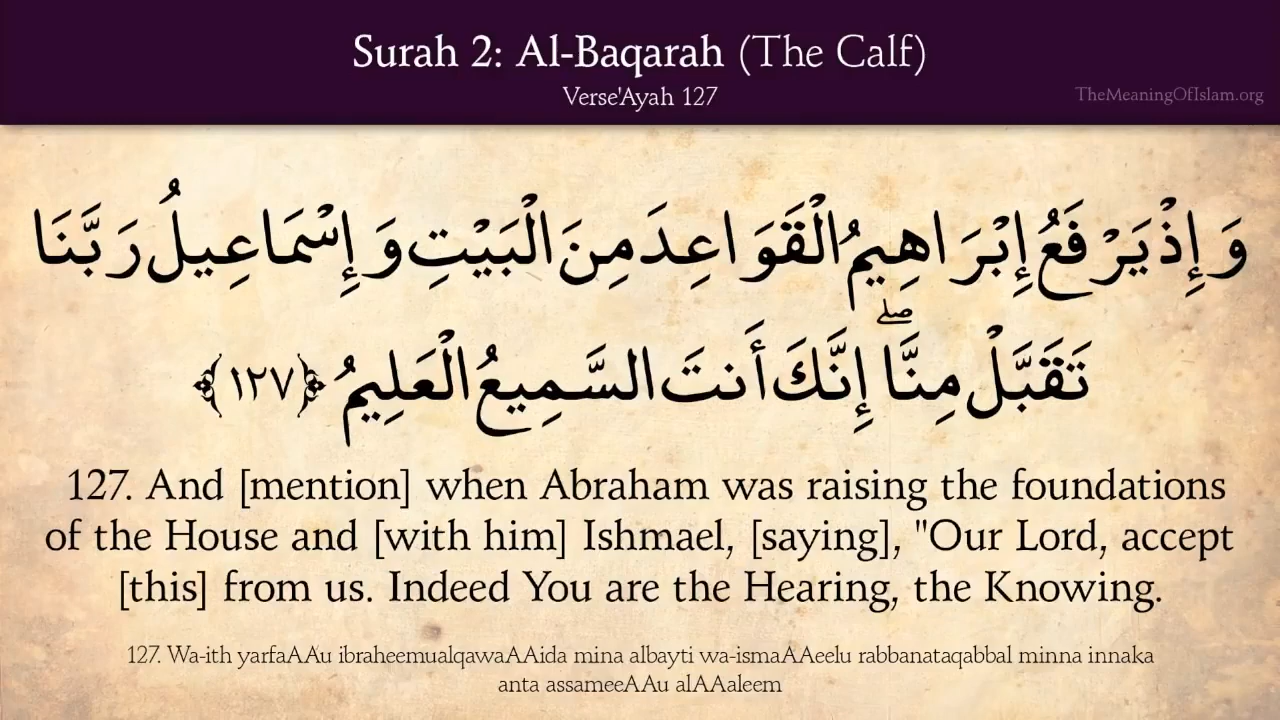 Surah 2: Al-Baqarah (The Calf)
Verse'Ayah 127
TheMeaningOfIslam.org
وَإِذْ يَرْفَعُ إِبْرَاهِيمُ الْقَوَاعِدَ مِنَ الْبَيْتِ وَإِسْمَاعِيلُ رَبَّنَا
تَقَبَّلْ مِنَّا ۖ إِنَّكَ أَنتَ السَّمِيعُ الْعَلِيمُ ﴿١٢٧﴾
127. And [mention] when Abraham was raising the foundations
of the House and [with him] Ishmael, [saying], "Our Lord, accept
[this] from us. Indeed You are the Hearing, the Knowing.
127. Wa-ith yarfaAAu ibraheemualqawaAAida mina albayti wa-ismaAAeelu rabbanataqabbal minna innaka
anta assameeAAu alAAaleem